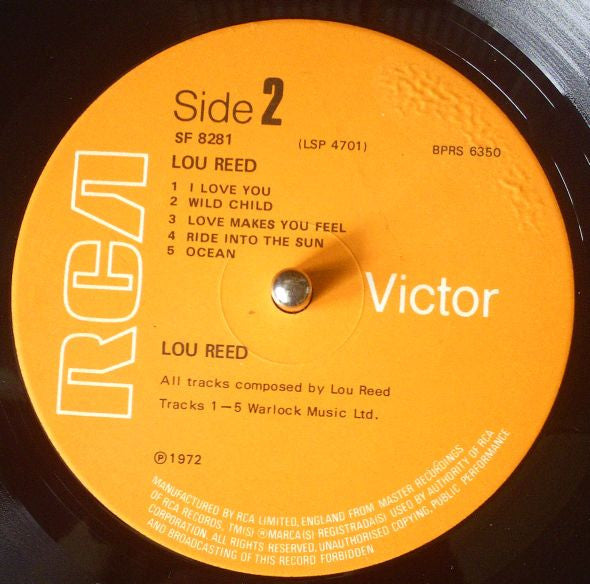 Side 2
SF 8281
(LSP 4701)
BPRS 6350
LOU REED
1 I LOVE YOU
2 WILD CHILD
3 LOVE MAKES YOU FEEL
4 RIDE INTO THE SUN
5 OCEAN
RCA
Victor
LOU REED
All tracks composed by Lou Reed
Tracks 1-5 Warlock Music Ltd.
℗ 1972
MANUFACTURED BY RCA LIMITED, ENGLAND FROM MASTER RECORDINGS
OF RCA RECORDS, TM(S) ® MARCA(S) REGISTRADA(S) USED BY AUTHORITY OF RCA
CORPORATION, ALL RIGHTS RESERVED, UNAUTHORISED COPYING, PUBLIC PERFORMANCE
AND BROADCASTING OF THIS RECORD FORBIDDEN